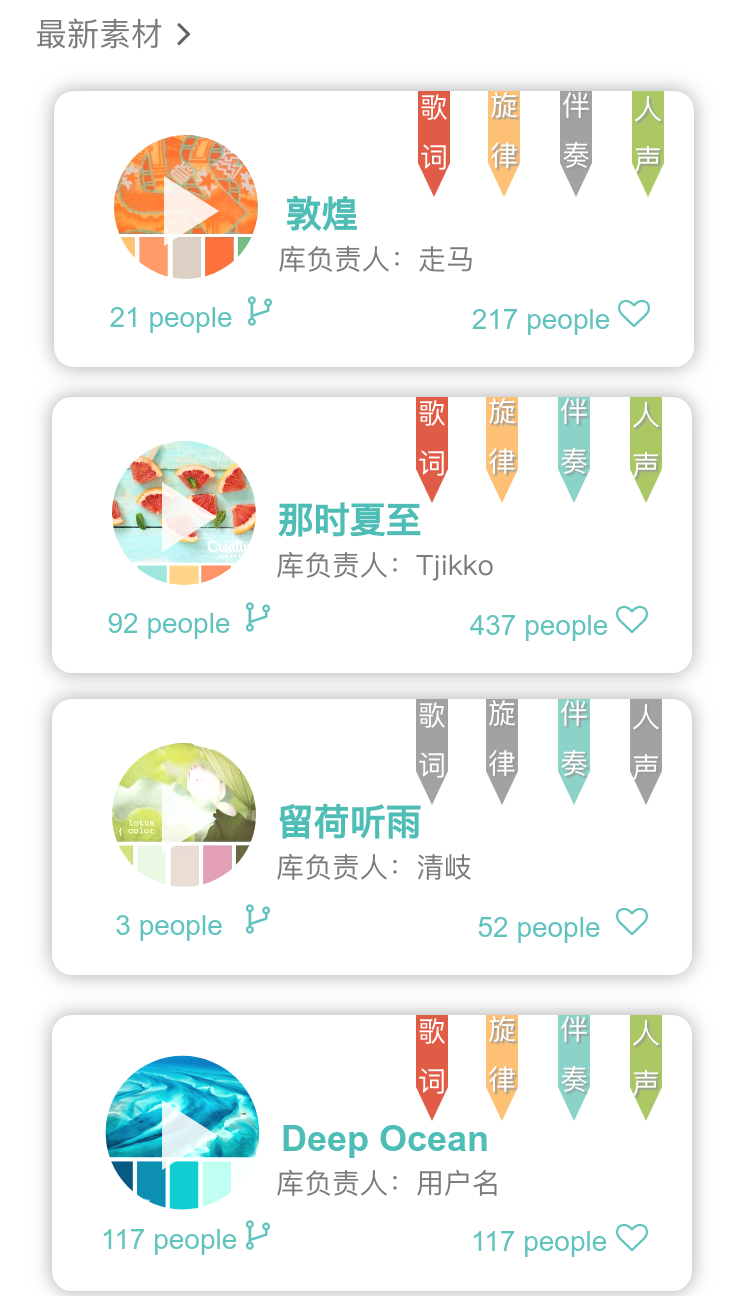 最新素材
歌词 旋律 伴奏 人声
敦煌
库负责人：走马
21 people 217 people
歌词 旋律 伴奏 人声
那时夏至
库负责人：Tjikko
92 people 437 people
歌词 旋律 伴奏 人声
lotus
{ color }
留荷听雨
库负责人：清岐
3 people 52 people
歌词 旋律 伴奏 人声
Deep Ocean
库负责人：用户名
117 people 117 people